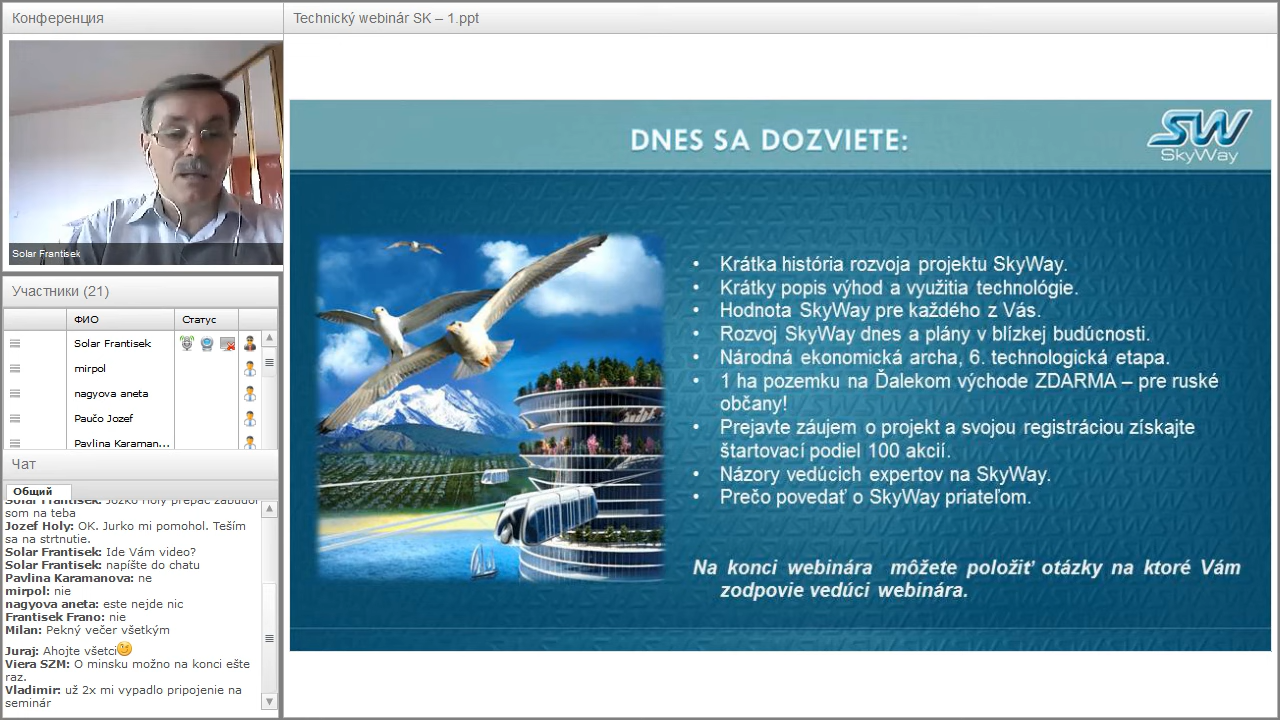 Конференция
Technický webinár SK – 1.ppt
Solar Frantisek
Участники (21)
ФИО
Статус
Solar Frantisek
mirpol
nagyova aneta
Paučo Jozef
Pavlina Karaman...
Чат
Общий
Solar Frantisek: Jožko Holý prepáč zabudol
som na teba
Jozef Holy: OK. Jurko mi pomohol. Teším
sa na strtnutie.
Solar Frantisek: Ide Vám video?
Solar Frantisek: napíšte do chatu
Pavlina Karamanova: ne
mirpol: nie
nagyova aneta: este nejde nic
Frantisek Frano: nie
Milan: Pekný večer všetkým
Juraj: Ahojte všetci
Viera SZM: O minsku možno na konci ešte
raz.
Vladimir: už 2x mi vypadlo pripojenie na
seminár
DNES SA DOZVIETE:
SW
SkyWay
• Krátka história rozvoja projektu SkyWay.
• Krátky popis výhod a využitia technológie.
• Hodnota SkyWay pre každého z Vás.
• Rozvoj SkyWay dnes a plány v blízkej budúcnosti.
• Národná ekonomická archa, 6. technologická etapa.
• 1 ha pozemku na Ďalekom východe ZDARMA – pre ruské
občany!
• Prejavte záujem o projekt a svojou registráciou získajte
štartovací podiel 100 akcií.
• Názory vedúcich expertov na SkyWay.
• Prečo povedať o SkyWay priateľom.
Na konci webinára môžete položiť otázky na ktoré Vám
zodpovie vedúci webinára.